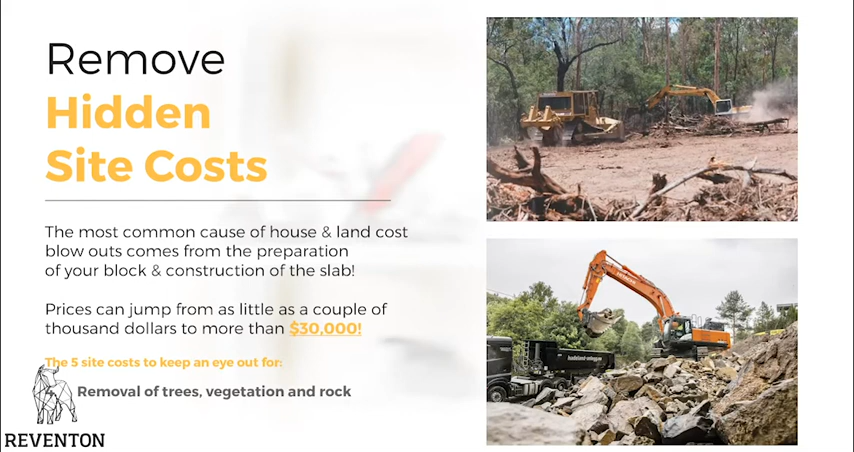 Remove
Hidden
Site Costs
The most common cause of house & land cost
blow outs comes from the preparation
of your block & construction of the slab!
Prices can jump from as little as a couple of
thousand dollars to more than $30,000!
The 5 site costs to keep an eye out for:
Removal of trees, vegetation and rock
REVENTON